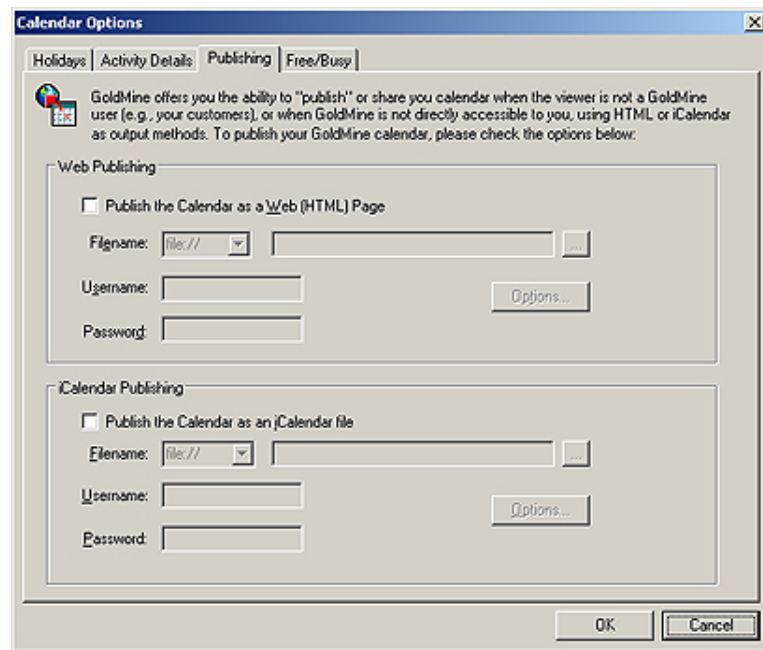 Calendar Options
Holidays Activity Details Publishing Free/Busy
GoldMine offers you the ability to "publish" or share you calendar when the viewer is not a GoldMine
user (e.g., your customers), or when GoldMine is not directly accessible to you, using HTML or iCalendar
as output methods. To publish your GoldMine calendar, please check the options below:
Web Publishing
Publish the Calendar as a Web (HTML) Page
Filename: file:// ...
Username: Options...
Password:
iCalendar Publishing
Publish the Calendar as an iCalendar file
Filename: file:// ...
Username: Options...
Password:
OK Cancel